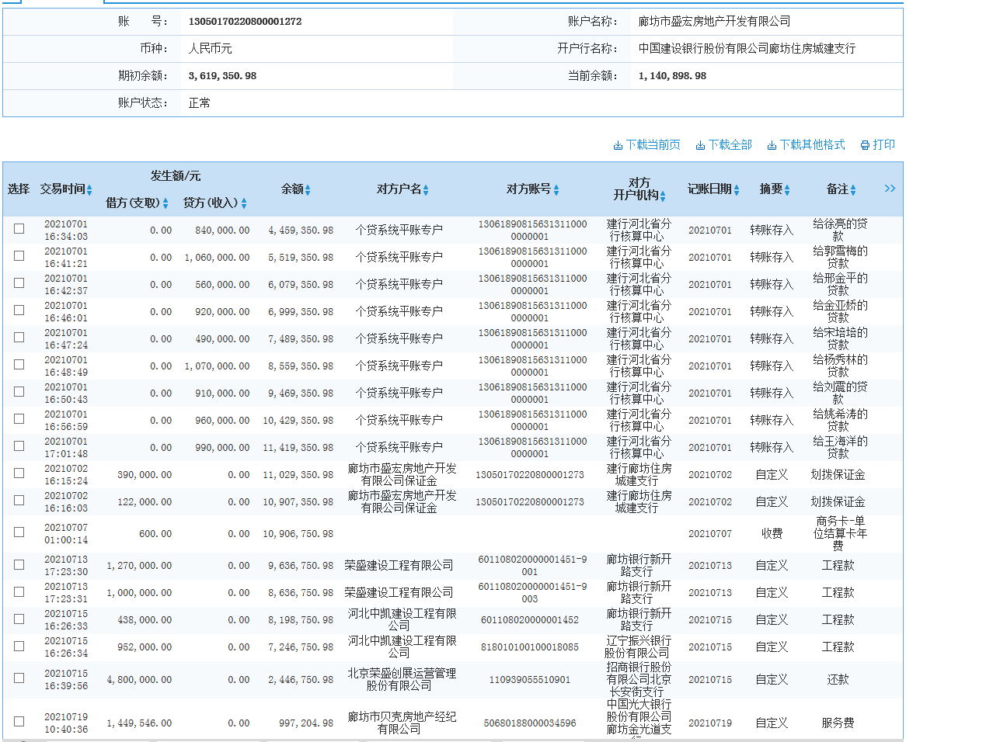 账　号： 13050170220800001272 账户名称： 廊坊市盛宏房地产开发有限公司
币种： 人民币元 开户行名称： 中国建设银行股份有限公司廊坊住房城建支行
期初余额： 3,619,350.98 当前余额： 1,140,898.98
账户状态： 正常
下载当前页 下载全部 下载其他格式 打印
选择 交易时间 发生额/元 借方(支取) 贷方(收入) 余额 对方户名 对方账号 对方开户机构 记账日期 摘要 备注 >>
20210701 16:34:03 0.00 840,000.00 4,459,350.98 个贷系统平账专户 130618908156313110000000001 建行河北省分行核算中心 20210701 转账存入 给徐亮的贷款
20210701 16:41:21 0.00 1,060,000.00 5,519,350.98 个贷系统平账专户 130618908156313110000000001 建行河北省分行核算中心 20210701 转账存入 给郭雪梅的贷款
20210701 16:42:37 0.00 560,000.00 6,079,350.98 个贷系统平账专户 130618908156313110000000001 建行河北省分行核算中心 20210701 转账存入 给邢金平的贷款
20210701 16:46:01 0.00 920,000.00 6,999,350.98 个贷系统平账专户 130618908156313110000000001 建行河北省分行核算中心 20210701 转账存入 给金亚娇的贷款
20210701 16:47:24 0.00 490,000.00 7,489,350.98 个贷系统平账专户 130618908156313110000000001 建行河北省分行核算中心 20210701 转账存入 给宋培培的贷款
20210701 16:48:49 0.00 1,070,000.00 8,559,350.98 个贷系统平账专户 130618908156313110000000001 建行河北省分行核算中心 20210701 转账存入 给杨秀林的贷款
20210701 16:50:43 0.00 910,000.00 9,469,350.98 个贷系统平账专户 130618908156313110000000001 建行河北省分行核算中心 20210701 转账存入 给刘震的贷款
20210701 16:56:59 0.00 960,000.00 10,429,350.98 个贷系统平账专户 130618908156313110000000001 建行河北省分行核算中心 20210701 转账存入 给姚希涛的贷款
20210701 17:01:48 0.00 990,000.00 11,419,350.98 个贷系统平账专户 130618908156313110000000001 建行河北省分行核算中心 20210701 转账存入 给王海洋的贷款
20210702 16:15:24 390,000.00 0.00 11,029,350.98 廊坊市盛宏房地产开发有限公司保证金 13050170220800001273 建行廊坊住房城建支行 20210702 自定义 划拨保证金
20210702 16:16:03 122,000.00 0.00 10,907,350.98 廊坊市盛宏房地产开发有限公司保证金 13050170220800001273 建行廊坊住房城建支行 20210702 自定义 划拨保证金
20210707 01:00:14 600.00 0.00 10,906,750.98 20210707 收费 商务卡-单位结算卡年费
20210713 17:23:30 1,270,000.00 0.00 9,636,750.98 荣盛建设工程有限公司 601108020000001451-9001 廊坊银行新开路支行 20210713 自定义 工程款
20210713 17:23:31 1,000,000.00 0.00 8,636,750.98 荣盛建设工程有限公司 601108020000001451-9003 廊坊银行新开路支行 20210713 自定义 工程款
20210715 16:26:33 438,000.00 0.00 8,198,750.98 河北中凯建设工程有限公司 601108020000001452 廊坊银行新开路支行 20210715 自定义 工程款
20210715 16:26:34 952,000.00 0.00 7,246,750.98 河北中凯建设工程有限公司 818010100100018085 辽宁振兴银行股份有限公司 20210715 自定义 工程款
20210715 16:39:56 4,800,000.00 0.00 2,446,750.98 北京荣盛创展运营管理股份有限公司 110939055510901 招商银行股份有限公司北京长安街支行 20210715 自定义 还款
20210719 10:40:36 1,449,546.00 0.00 997,204.98 廊坊市贝壳房地产经纪有限公司 50680188000034596 中国光大银行股份有限公司廊坊金光道支 20210719 自定义 服务费